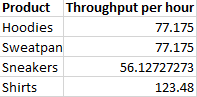 Product Throughput per hour
Hoodies 77.175
Sweatpan 77.175
Sneakers 56.12727273
Shirts 123.48